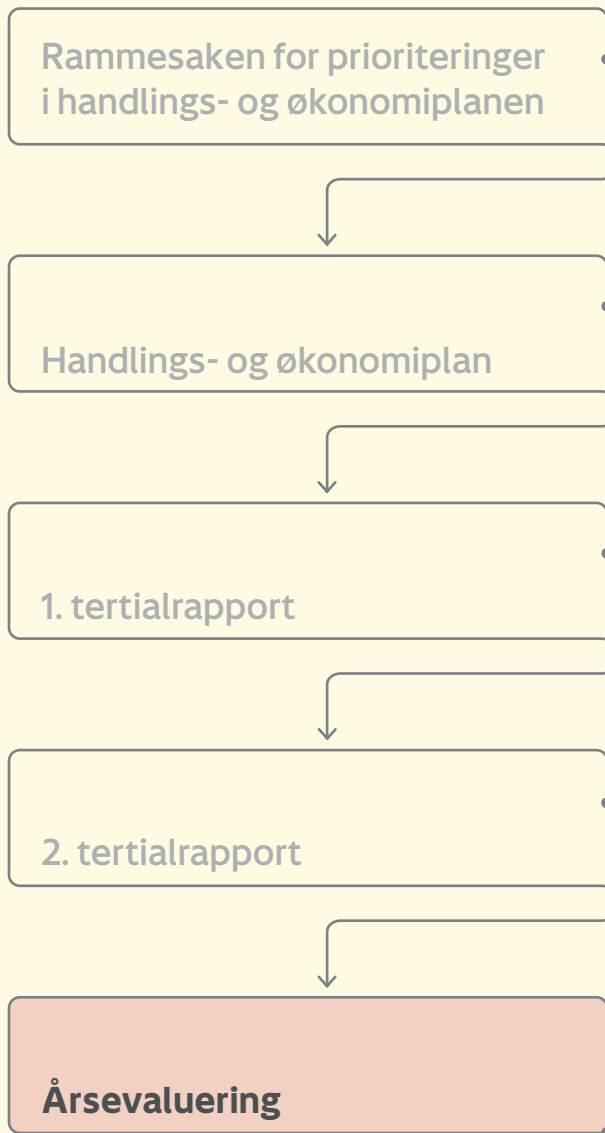 Rammesaken for prioriteringer
i handlings- og økonomiplanen
Handlings- og økonomiplan
1. tertialrapport
2. tertialrapport
Årsevaluering